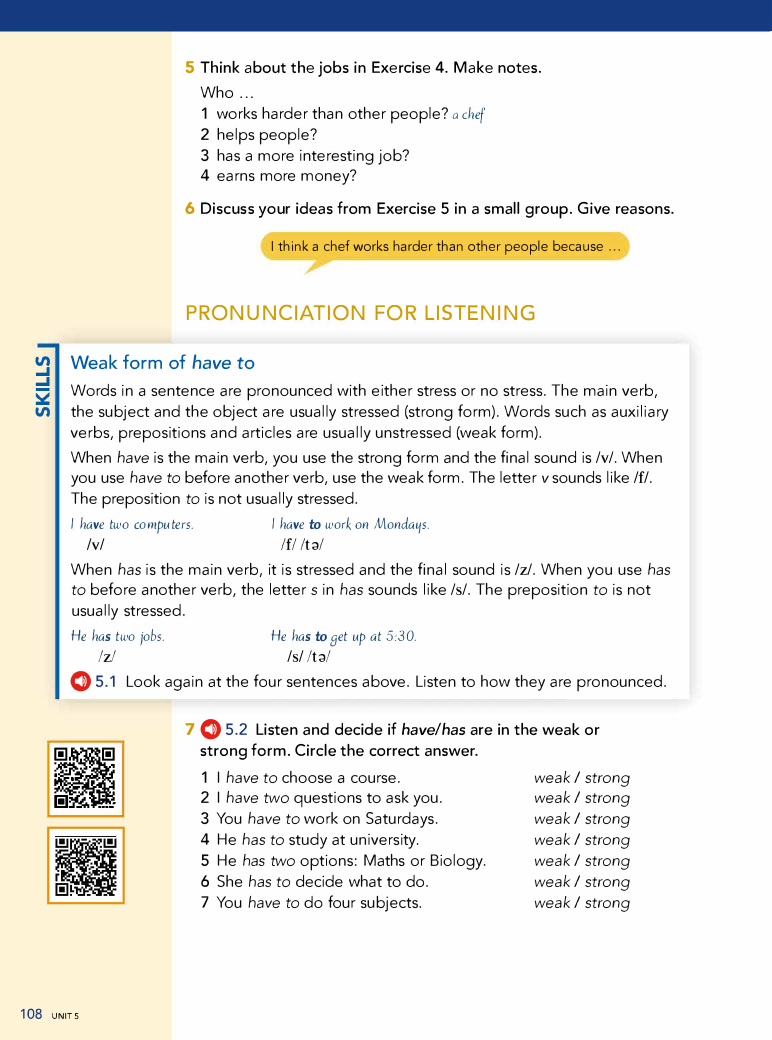 5 Think about the jobs in Exercise 4. Make notes.
Who …
1 works harder than other people? a chef
2 helps people?
3 has a more interesting job?
4 earns more money?
6 Discuss your ideas from Exercise 5 in a small group. Give reasons.
I think a chef works harder than other people because …
PRONUNCIATION FOR LISTENING
SKILLS
Weak form of have to
Words in a sentence are pronounced with either stress or no stress. The main verb,
the subject and the object are usually stressed (strong form). Words such as auxiliary
verbs, prepositions and articles are usually unstressed (weak form).
When have is the main verb, you use the strong form and the final sound is /v/. When
you use have to before another verb, use the weak form. The letter v sounds like /f/.
The preposition to is not usually stressed.
I have two computers. I have to work on Mondays.
/v/ /f/ /tə/
When has is the main verb, it is stressed and the final sound is /z/. When you use has
to before another verb, the letter s in has sounds like /s/. The preposition to is not
usually stressed.
He has two jobs. He has to get up at 5:30.
/z/ /s/ /tə/
5.1 Look again at the four sentences above. Listen to how they are pronounced.
7 5.2 Listen and decide if have/has are in the weak or
strong form. Circle the correct answer.
1 I have to choose a course. weak / strong
2 I have two questions to ask you. weak / strong
3 You have to work on Saturdays. weak / strong
4 He has to study at university. weak / strong
5 He has two options: Maths or Biology. weak / strong
6 She has to decide what to do. weak / strong
7 You have to do four subjects. weak / strong
108 UNIT 5